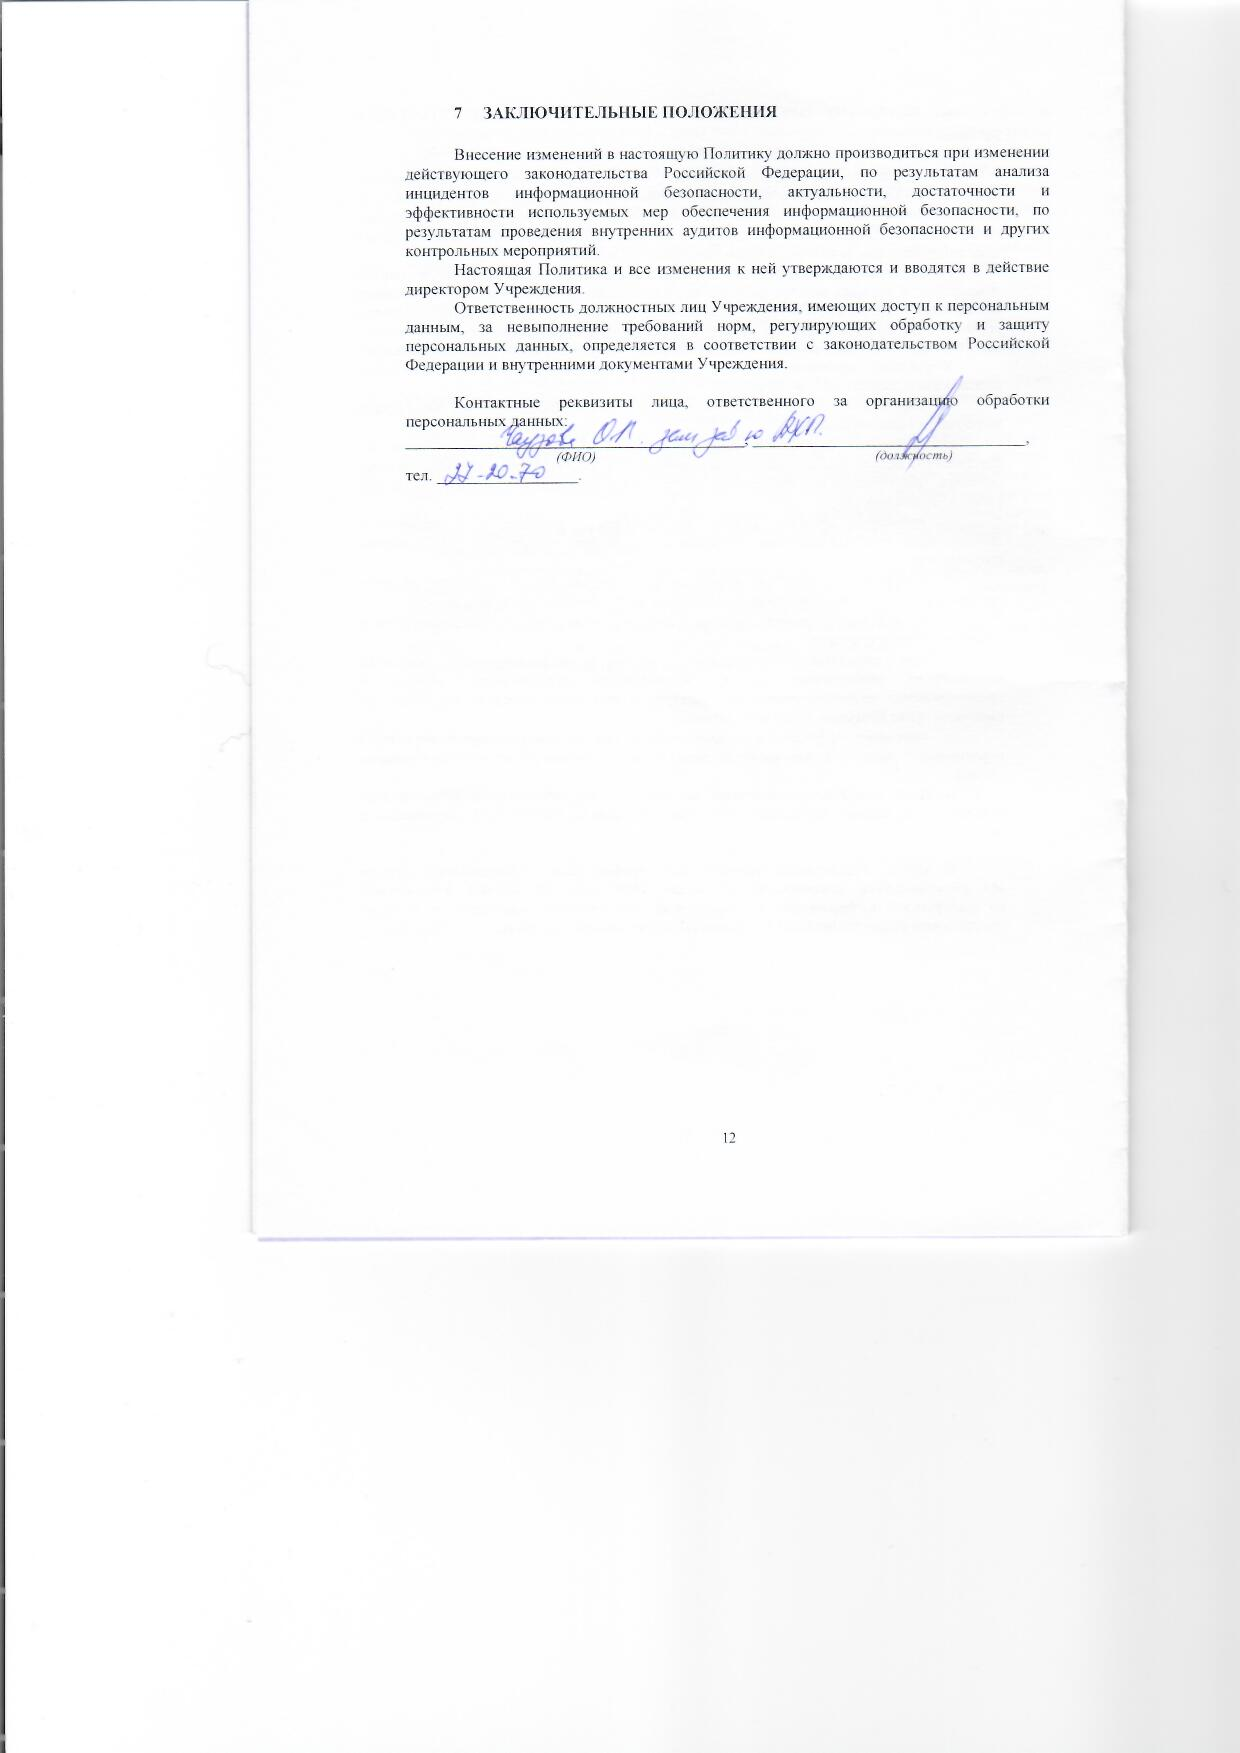 7 ЗАКЛЮЧИТЕЛЬНЫЕ ПОЛОЖЕНИЯ
Внесение изменений в настоящую Политику должно производиться при изменении
действующего законодательства Российской Федерации, по результатам анализа
инцидентов информационной безопасности, актуальности, достаточности и
эффективности используемых мер обеспечения информационной безопасности, по
результатам проведения внутренних аудитов информационной безопасности и других
контрольных мероприятий.
Настоящая Политика и все изменения к ней утверждаются и вводятся в действие
директором Учреждения.
Ответственность должностных лиц Учреждения, имеющих доступ к персональным
данным, за невыполнение требований норм, регулирующих обработку и защиту
персональных данных, определяется в соответствии с законодательством Российской
Федерации и внутренними документами Учреждения.
Контактные реквизиты лица, ответственного за организацию обработки
персональных данных:
О.П. зам зав
(ФИО) (должность)
тел. 27-20-70.
12